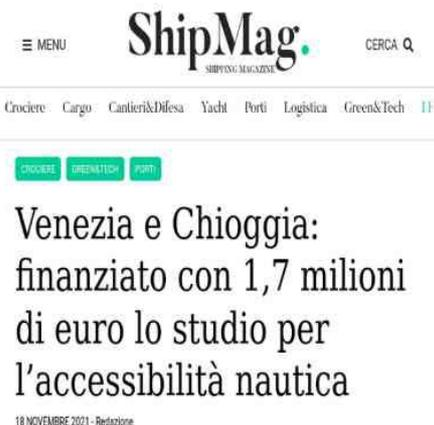 ShipMag.
☰ MENU
CERCA
SHIPPING MAGAZINE
Crociere Cargo Cantieri&Difesa Yacht Porti Logistica Green&Tech I H
CROCIERE GREEN&TECH PORTI
Venezia e Chioggia:
finanziato con 1,7 milioni
di euro lo studio per
l’accessibilità nautica
18 NOVEMBRE 2021 - Redazione